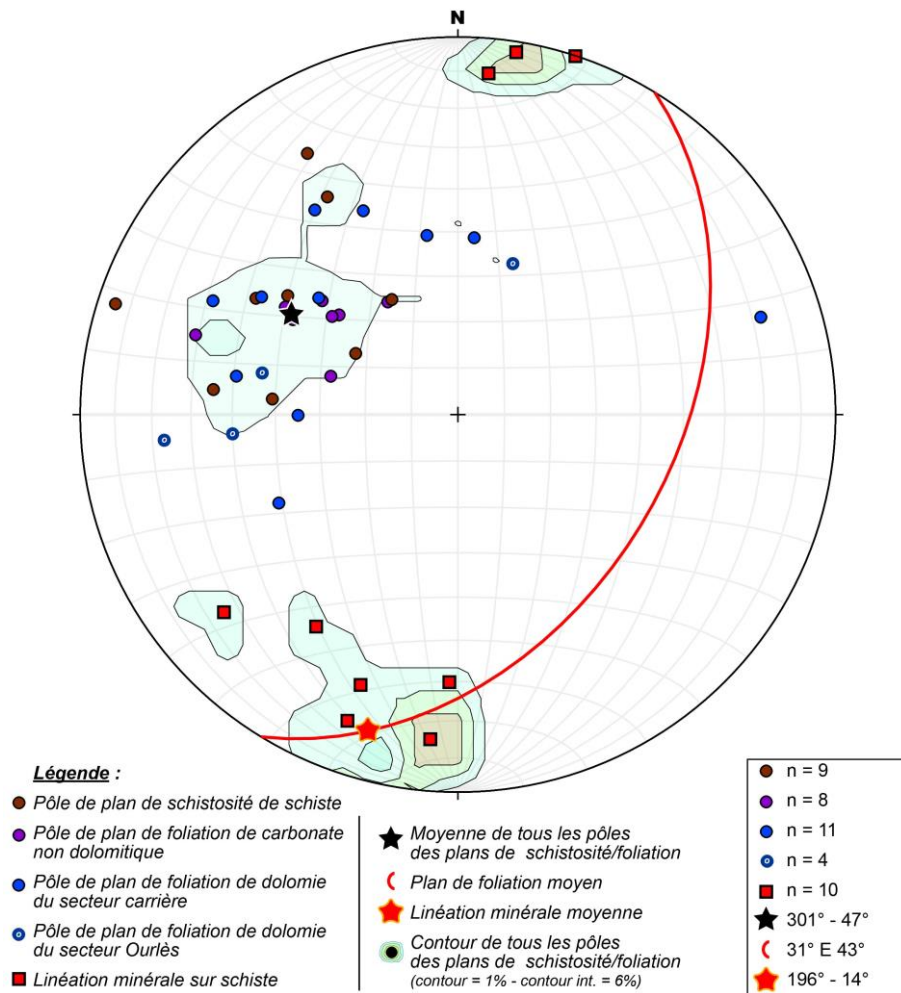 N
Légende :
Pôle de plan de schistosité de schiste
Pôle de plan de foliation de carbonate
non dolomitique
Pôle de plan de foliation de dolomie
du secteur carrière
Pôle de plan de foliation de dolomie
du secteur Ourlès
Linéation minérale sur schiste
Moyenne de tous les pôles
des plans de schistosité/foliation
Plan de foliation moyen
Linéation minérale moyenne
Contour de tous les pôles
des plans de schistosité/foliation
(contour = 1% - contour int. = 6%)
n = 9
n = 8
n = 11
n = 4
n = 10
301° - 47°
31° E 43°
196° - 14°